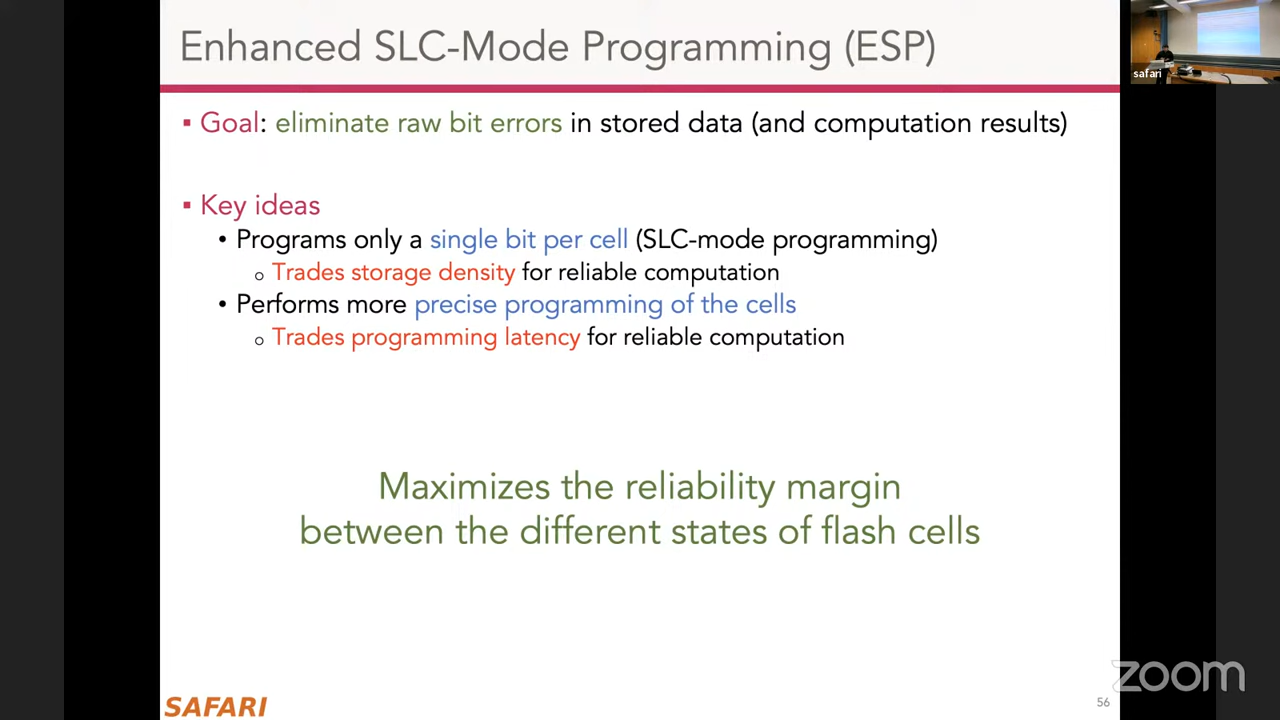 Enhanced SLC-Mode Programming (ESP)
safari
▪ Goal: eliminate raw bit errors in stored data (and computation results)
▪ Key ideas
• Programs only a single bit per cell (SLC-mode programming)
o Trades storage density for reliable computation
• Performs more precise programming of the cells
o Trades programming latency for reliable computation
Maximizes the reliability margin
between the different states of flash cells
zoom
SAFARI
56